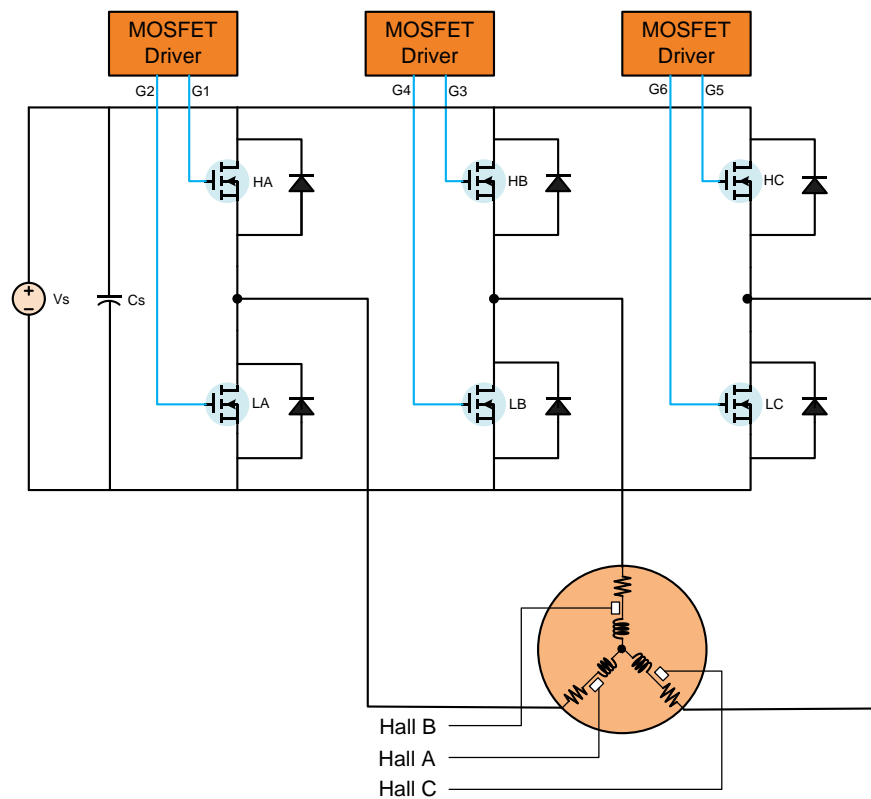 MOSFET
Driver
MOSFET
Driver
MOSFET
Driver
G2 G1
G4 G3
G6 G5
HA
HB
HC
+
−
Vs
Cs
LA
LB
LC
Hall B
Hall A
Hall C